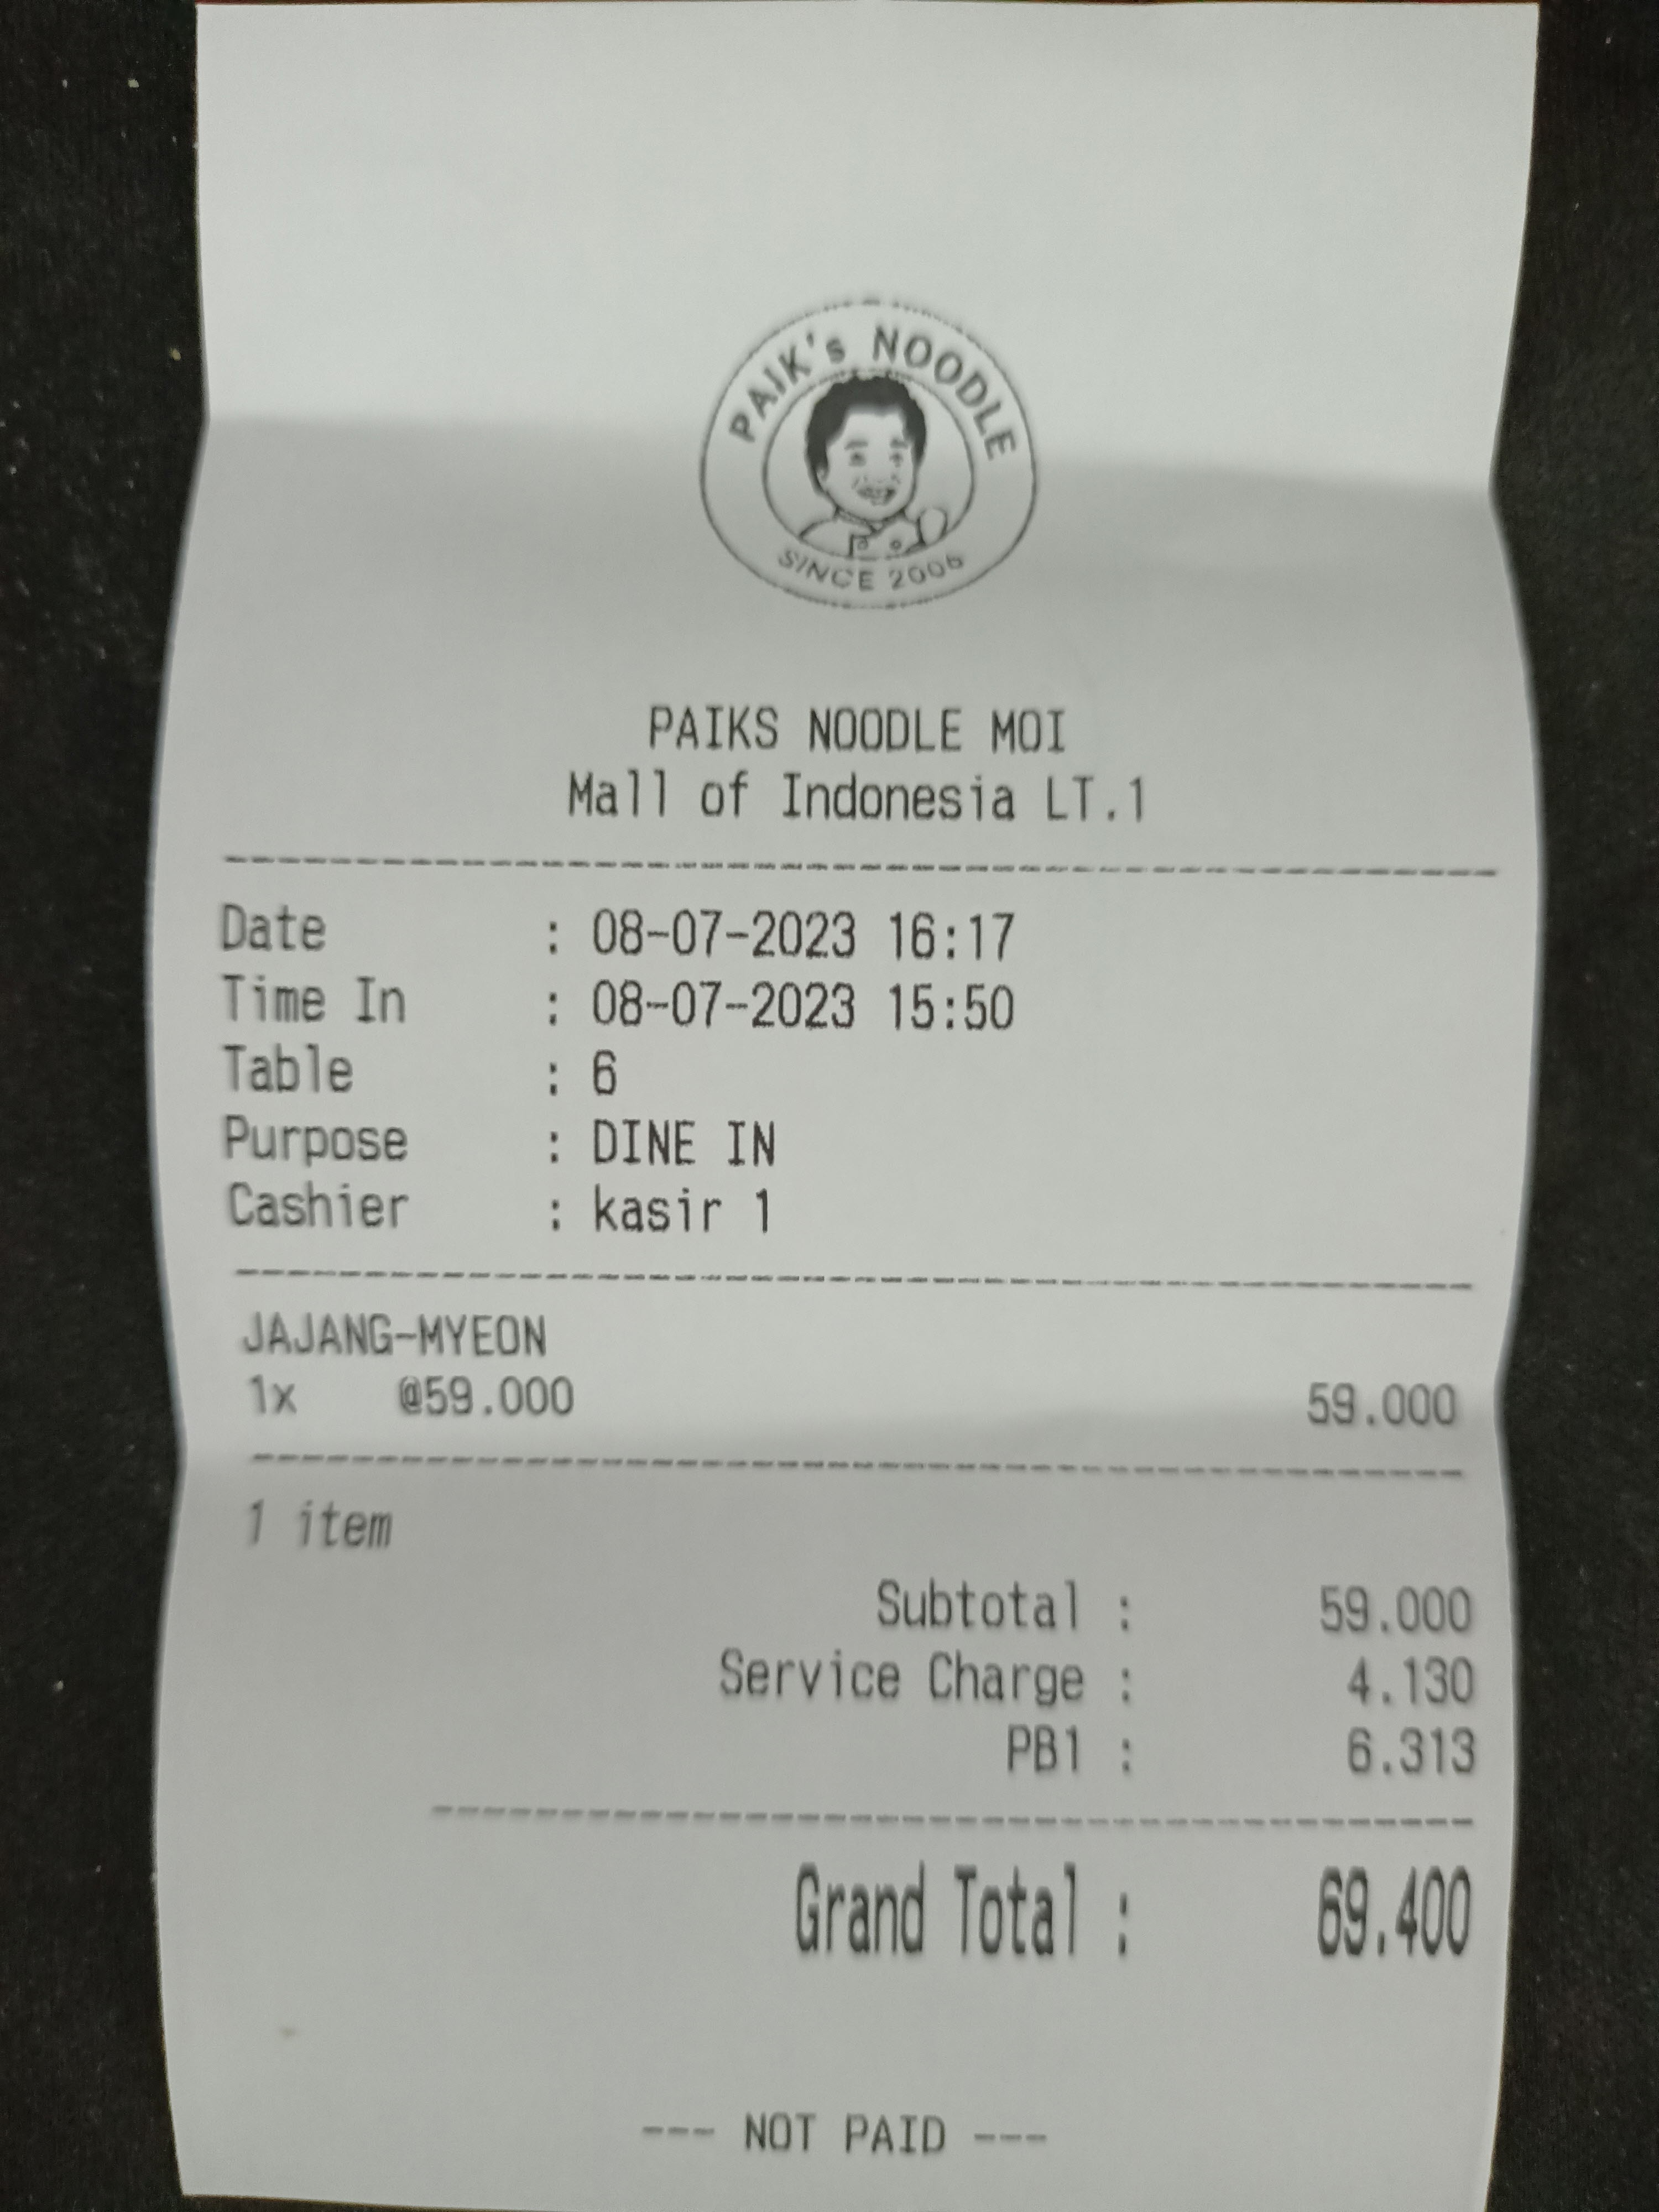 PAIK's NOODLE
SINCE 2006
PAIKS NOODLE MOI
Mall of Indonesia LT.1
Date : 08-07-2023 16:17
Time In : 08-07-2023 15:50
Table : 6
Purpose : DINE IN
Cashier : kasir 1
JAJANG-MYEON
1x @59.000 59.000
1 item
Subtotal : 59.000
Service Charge : 4.130
PB1 : 6.313
Grand Total : 69.400
--- NOT PAID ---